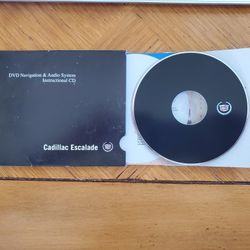 DVD Navigation & Audio System
Instructional CD
Cadillac Escalade